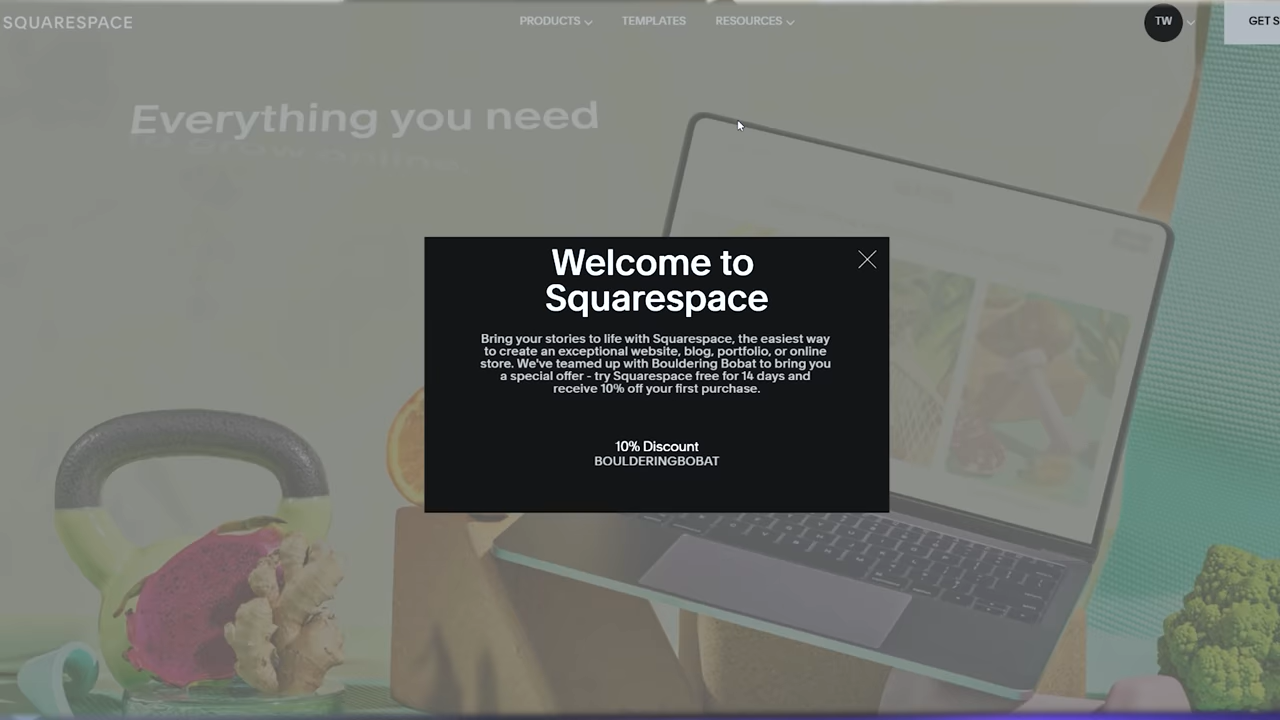 SQUARESPACE
PRODUCTS
TEMPLATES
RESOURCES
TW
GET S
Everything you need
to grow online
Welcome to
Squarespace
Bring your stories to life with Squarespace, the easiest way
to create an exceptional website, blog, portfolio, or online
store. We've teamed up with Bouldering Bobat to bring you
a special offer - try Squarespace free for 14 days and
receive 10% off your first purchase.
10% Discount
BOULDERINGBOBAT